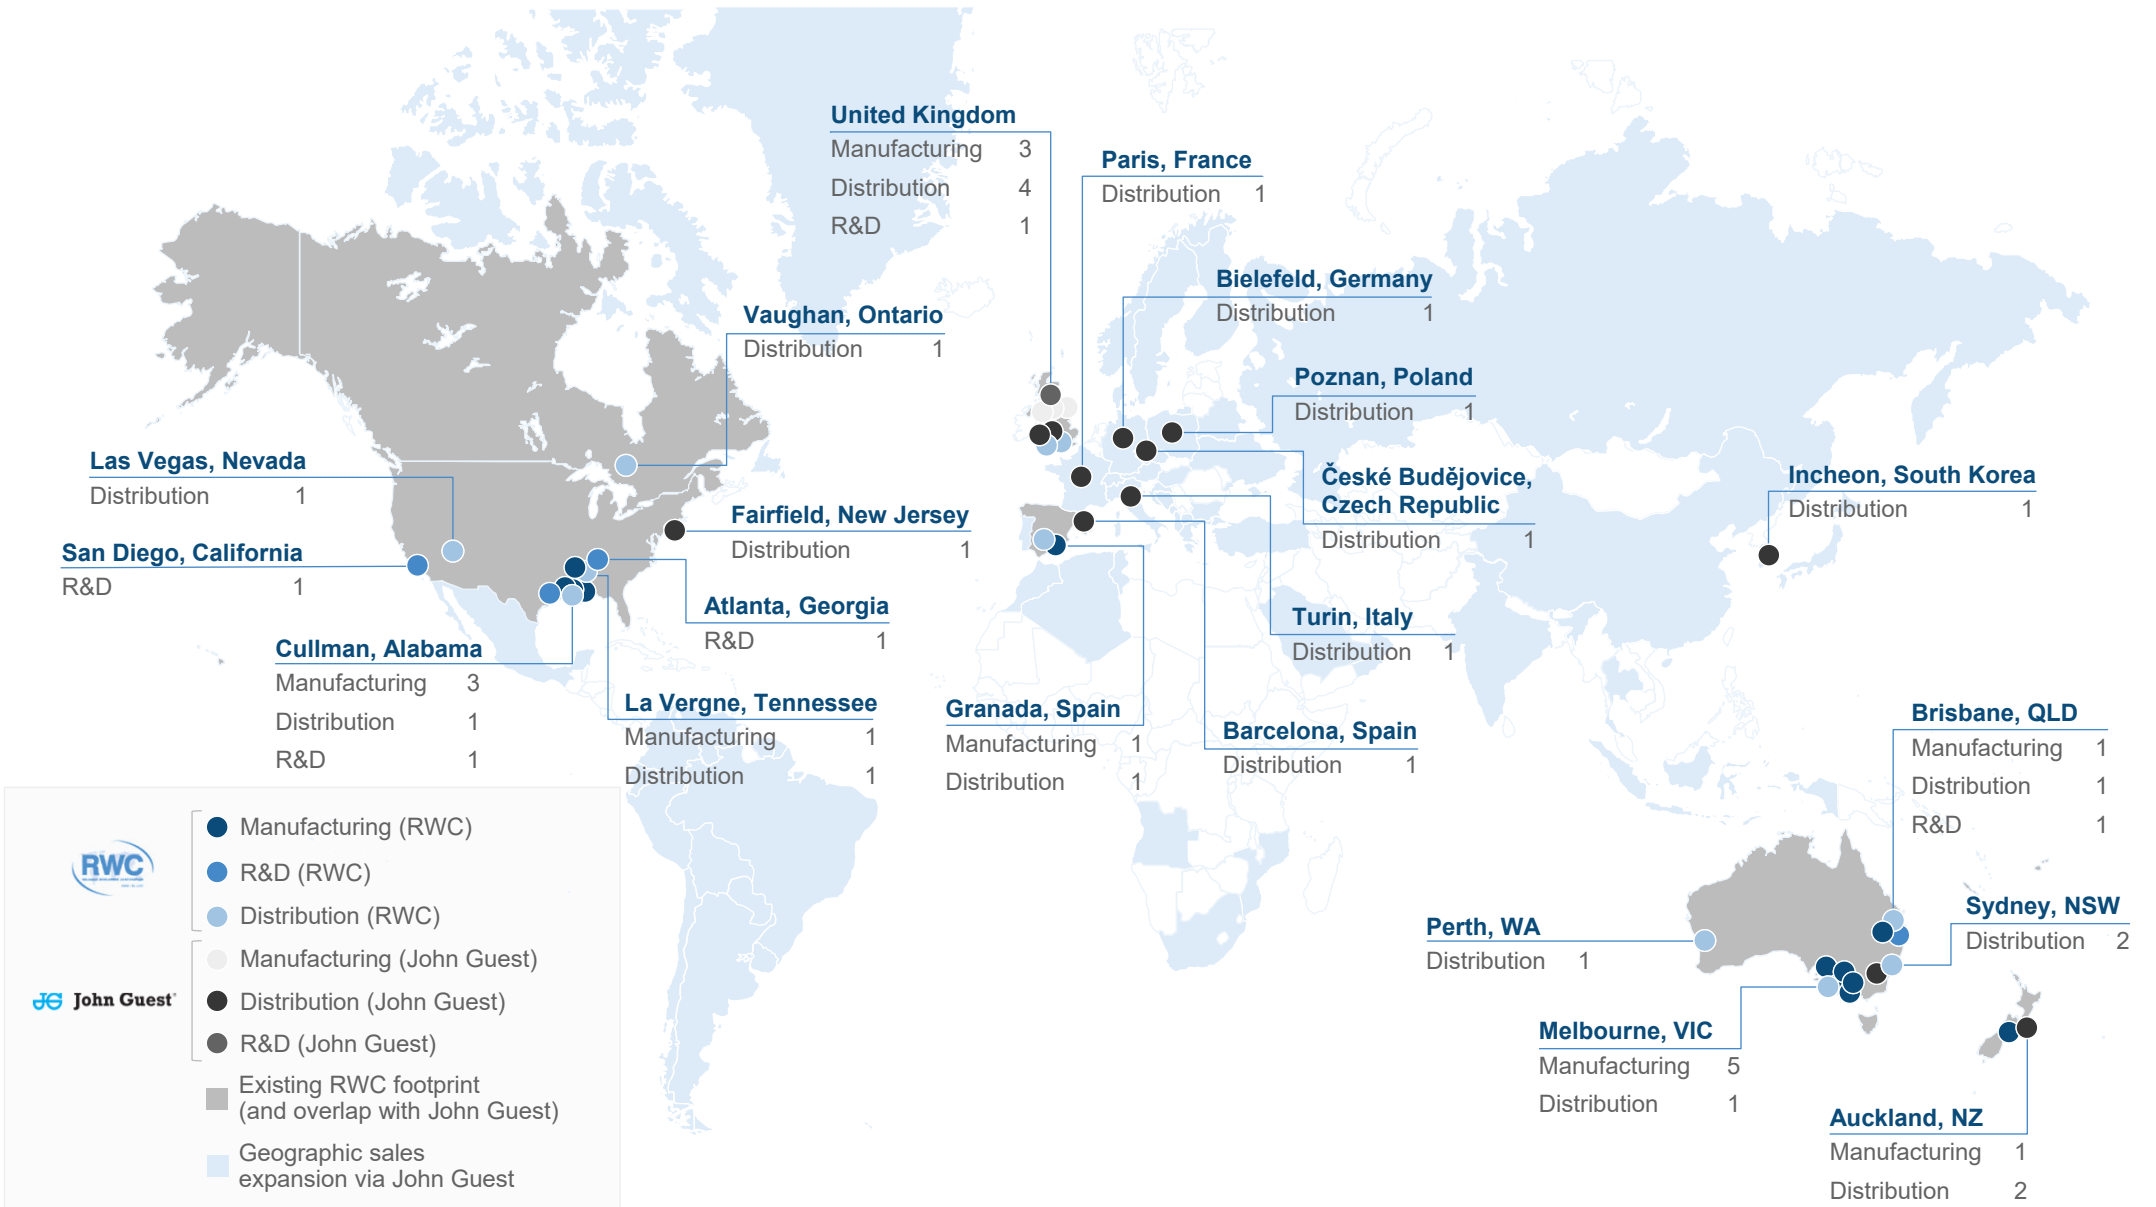 United Kingdom
Manufacturing 3
Distribution 4
R&D 1
Paris, France
Distribution 1
Bielefeld, Germany
Distribution 1
Vaughan, Ontario
Distribution 1
Poznan, Poland
Distribution 1
Las Vegas, Nevada
Distribution 1
České Budějovice,
Czech Republic
Distribution 1
Incheon, South Korea
Distribution 1
Fairfield, New Jersey
Distribution 1
San Diego, California
R&D 1
Atlanta, Georgia
R&D 1
Turin, Italy
Distribution 1
Cullman, Alabama
Manufacturing 3
Distribution 1
R&D 1
La Vergne, Tennessee
Manufacturing 1
Distribution 1
Granada, Spain
Manufacturing 1
Distribution 1
Barcelona, Spain
Distribution 1
Brisbane, QLD
Manufacturing 1
Distribution 1
R&D 1
Perth, WA
Distribution 1
Sydney, NSW
Distribution 2
Melbourne, VIC
Manufacturing 5
Distribution 1
Auckland, NZ
Manufacturing 1
Distribution 2
RWC
Manufacturing (RWC)
R&D (RWC)
Distribution (RWC)
JG John Guest
Manufacturing (John Guest)
Distribution (John Guest)
R&D (John Guest)
Existing RWC footprint
(and overlap with John Guest)
Geographic sales
expansion via John Guest